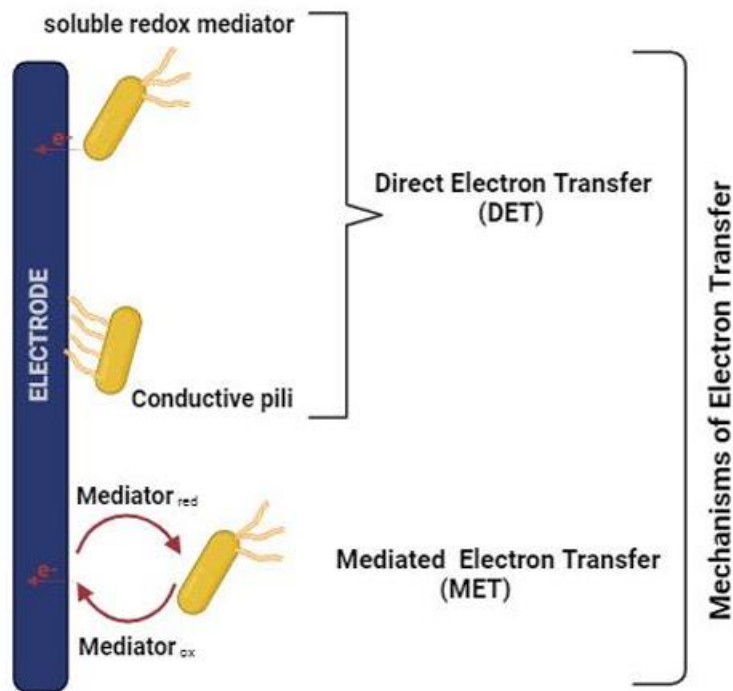 soluble redox mediator
e-
Direct Electron Transfer
(DET)
ELECTRODE
Conductive pili
Mediator red
Mediated Electron Transfer
(MET)
e-
Mediator ox
Mechanisms of Electron Transfer